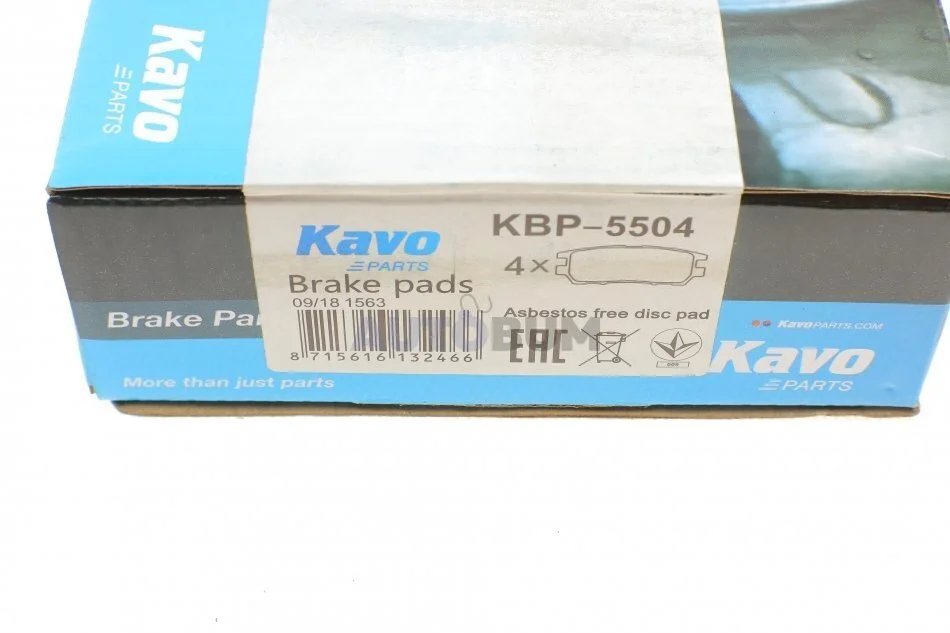 Kavo
PARTS
Kavo
PARTS
KBP-5504
4×
Brake pads
09/18 1563
Asbestos free disc pad
AUTOBUM
8 715616 132466
EAC
Brake Pa
KavoPARTS.COM
Kavo
PARTS
More than just parts